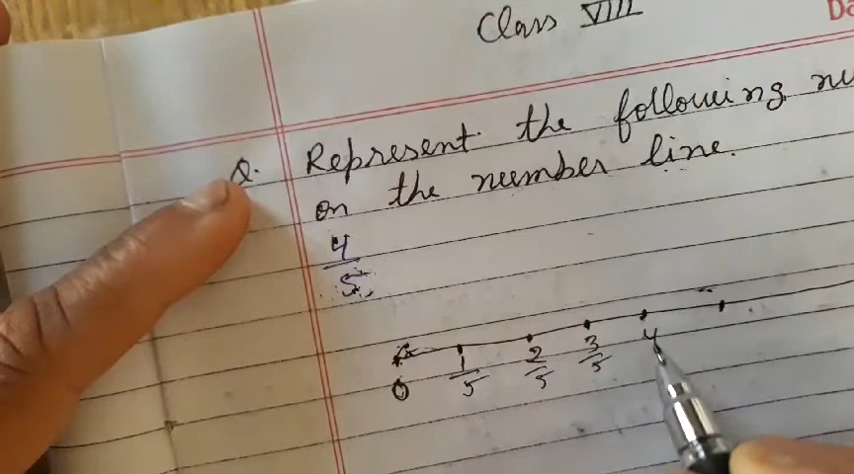 Class VIII
Q. Represent the following
on the number line.
4/5
0 1/5 2/5 3/5 4